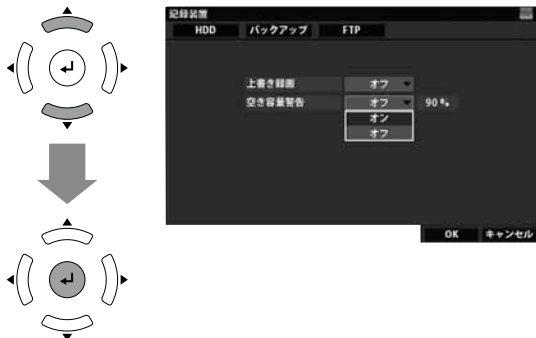 記録装置
HDD バックアップ FTP
上書き録画 オフ
空き容量警告 オフ 90 %
オン
オフ
OK キャンセル